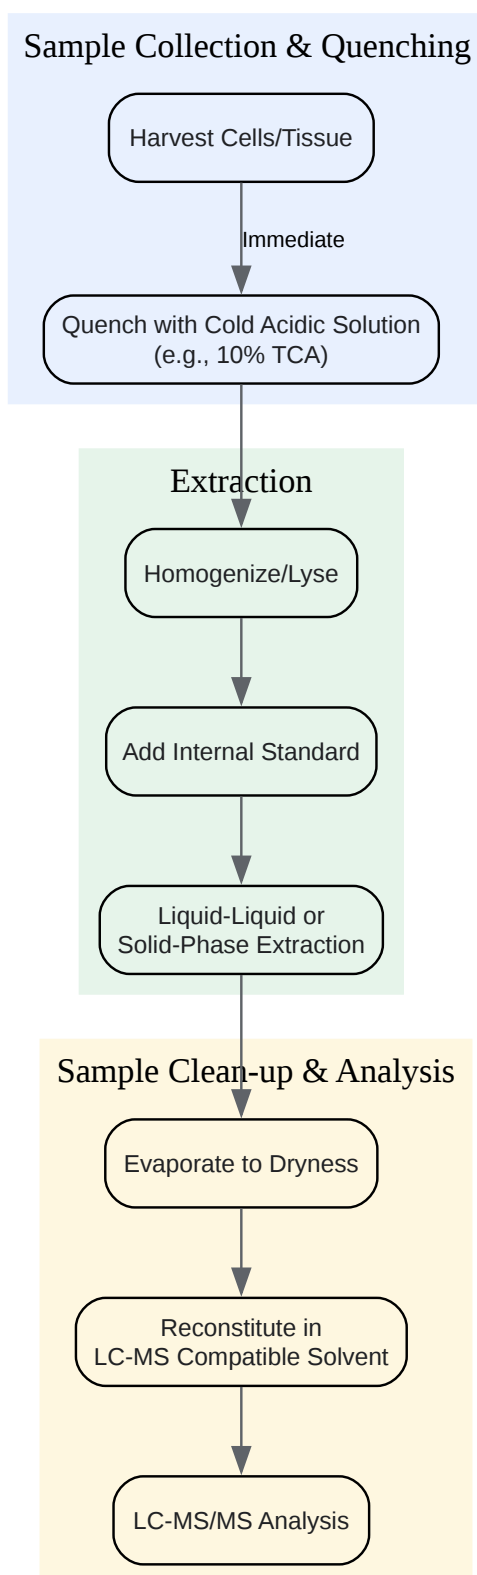 Sample Collection & Quenching
Harvest Cells/Tissue
Immediate
Quench with Cold Acidic Solution
(e.g., 10% TCA)
Extraction
Homogenize/Lyse
Add Internal Standard
Liquid-Liquid or
Solid-Phase Extraction
Sample Clean-up & Analysis
Evaporate to Dryness
Reconstitute in
LC-MS Compatible Solvent
LC-MS/MS Analysis